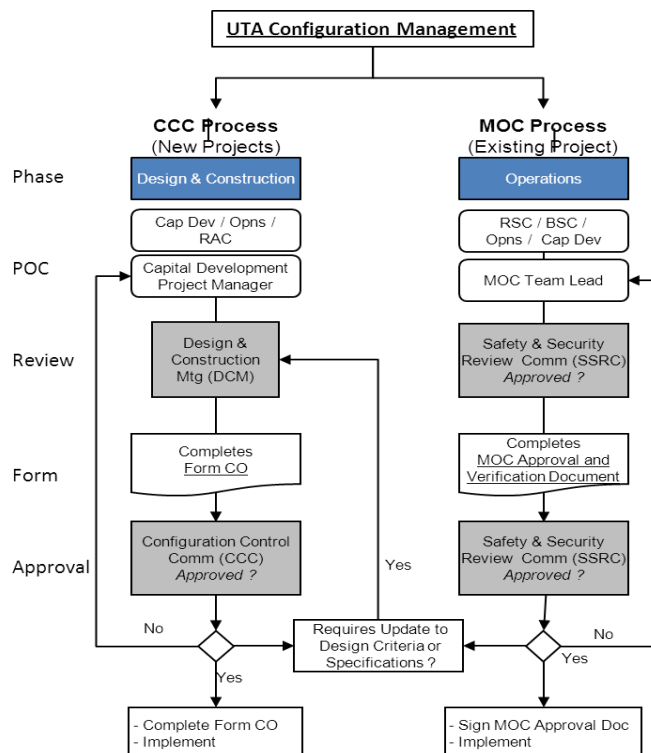 UTA Configuration Management
CCC Process
(New Projects)
MOC Process
(Existing Project)
Phase
Design & Construction
Operations
Cap Dev / Opns /
RAC
RSC / BSC /
Opns / Cap Dev
POC
Capital Development
Project Manager
MOC Team Lead
Review
Design &
Construction
Mtg (DCM)
Safety & Security
Review Comm (SSRC)
Approved ?
Form
Completes
Form CO
Completes
MOC Approval and
Verification Document
Approval
Configuration Control
Comm (CCC)
Approved ?
Yes
Safety & Security
Review Comm (SSRC)
Approved ?
No
Requires Update to
Design Criteria or
Specifications ?
No
Yes
Yes
- Complete Form CO
- Implement
- Sign MOC Approval Doc
- Implement